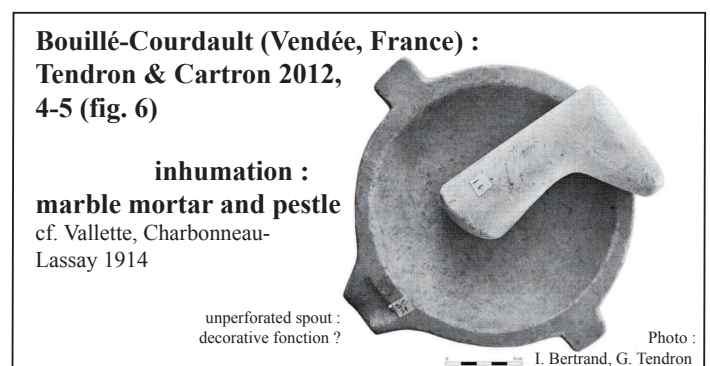 Bouillé-Courdault (Vendée, France) :
Tendron & Cartron 2012,
4-5 (fig. 6)
inhumation :
marble mortar and pestle
cf. Vallette, Charbonneau-
Lassay 1914
unperforated spout :
decorative fonction ?
Photo :
I. Bertrand, G. Tendron